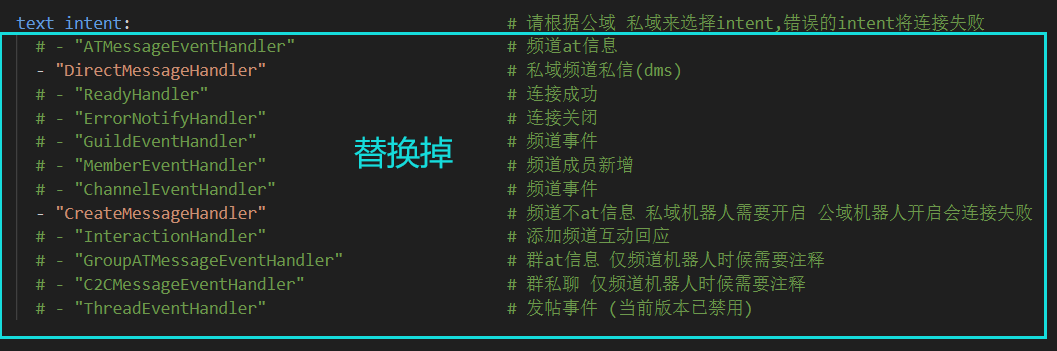 text_intent: # 请根据公域 私域来选择intent,错误的intent将连接失败
# - "ATMessageEventHandler" # 频道at信息
- "DirectMessageHandler" # 私域频道私信(dms)
# - "ReadyHandler" # 连接成功
# - "ErrorNotifyHandler" # 连接关闭
# - "GuildEventHandler" # 频道事件
替换掉
# - "MemberEventHandler" # 频道成员新增
# - "ChannelEventHandler" # 频道事件
- "CreateMessageHandler" # 频道不at信息 私域机器人需要开启 公域机器人开启会连接失败
# - "InteractionHandler" # 添加频道互动回应
# - "GroupATMessageEventHandler" # 群at信息 仅频道机器人时候需要注释
# - "C2CMessageEventHandler" # 群私聊 仅频道机器人时候需要注释
# - "ThreadEventHandler" # 发帖事件 (当前版本已禁用)